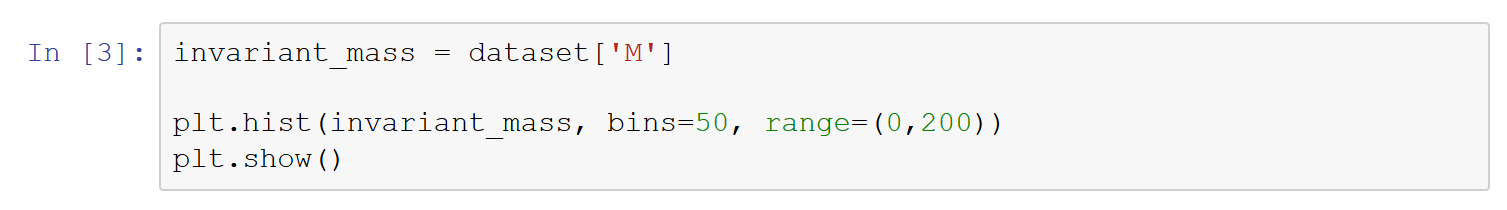 In [3]: invariant_mass = dataset['M']
plt.hist(invariant_mass, bins=50, range=(0,200))
plt.show()